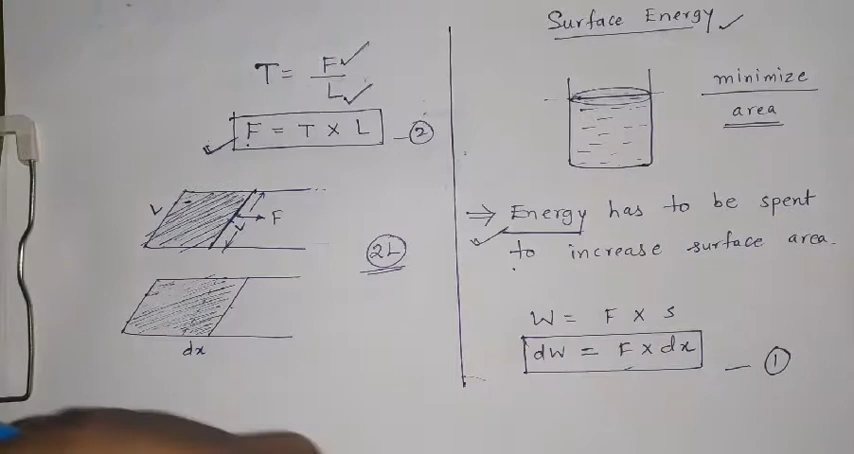 Surface Energy
minimize
area
⇒ Energy has to be spent
to increase surface area.
W = F × s
dW = F × dx — ①
T = F/L
F = T × L — ②
F
2L
dx